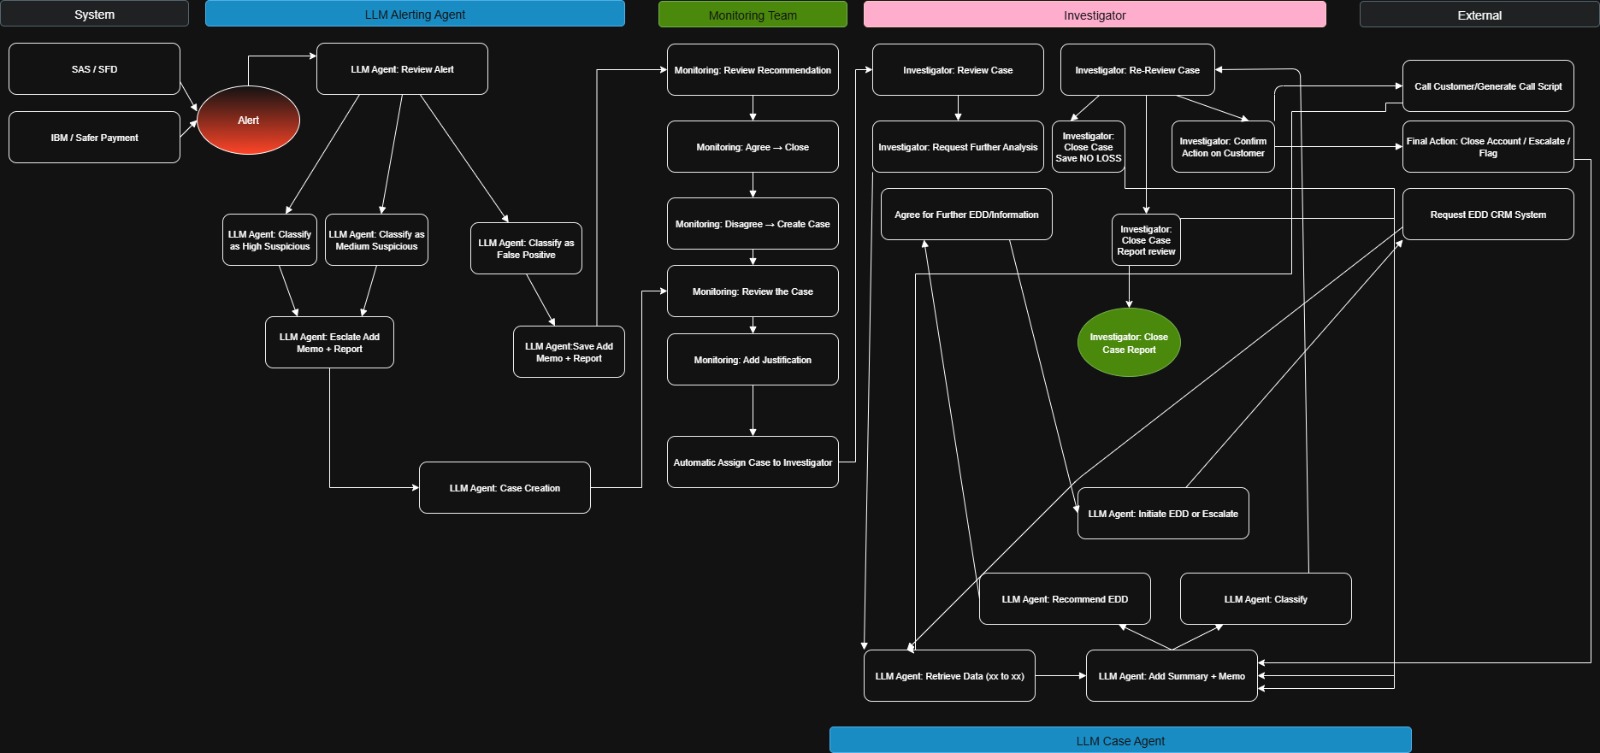 System
LLM Alerting Agent
Monitoring Team
Investigator
External
SAS / SFD
IBM / Safer Payment
Alert
LLM Agent: Review Alert
LLM Agent: Classify
as High Suspicious
LLM Agent: Classify as
Medium Suspicious
LLM Agent: Classify as
False Positive
LLM Agent: Esclate Add
Memo + Report
LLM Agent:Save Add
Memo + Report
LLM Agent: Case Creation
Monitoring: Review Recommendation
Monitoring: Agree → Close
Monitoring: Disagree → Create Case
Monitoring: Review the Case
Monitoring: Add Justification
Automatic Assign Case to Investigator
Investigator: Review Case
Investigator: Request Further Analysis
Agree for Further EDD/Information
Investigator: Re-Review Case
Investigator:
Close Case
Save NO LOSS
Investigator: Confirm
Action on Customer
Investigator:
Close Case
Report review
Investigator: Close
Case Report
Call Customer/Generate Call Script
Final Action: Close Account / Escalate /
Flag
Request EDD CRM System
LLM Agent: Initiate EDD or Escalate
LLM Agent: Recommend EDD
LLM Agent: Classify
LLM Agent: Retrieve Data (xx to xx)
LLM Agent: Add Summary + Memo
LLM Case Agent